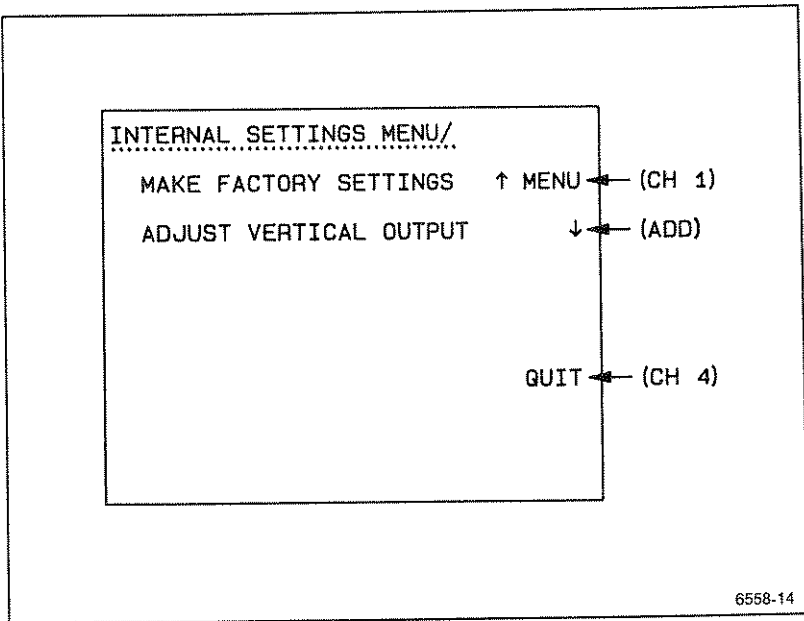 INTERNAL SETTINGS MENU/
MAKE FACTORY SETTINGS ↑ MENU (CH 1)
ADJUST VERTICAL OUTPUT ↓ (ADD)
QUIT (CH 4)
6558-14